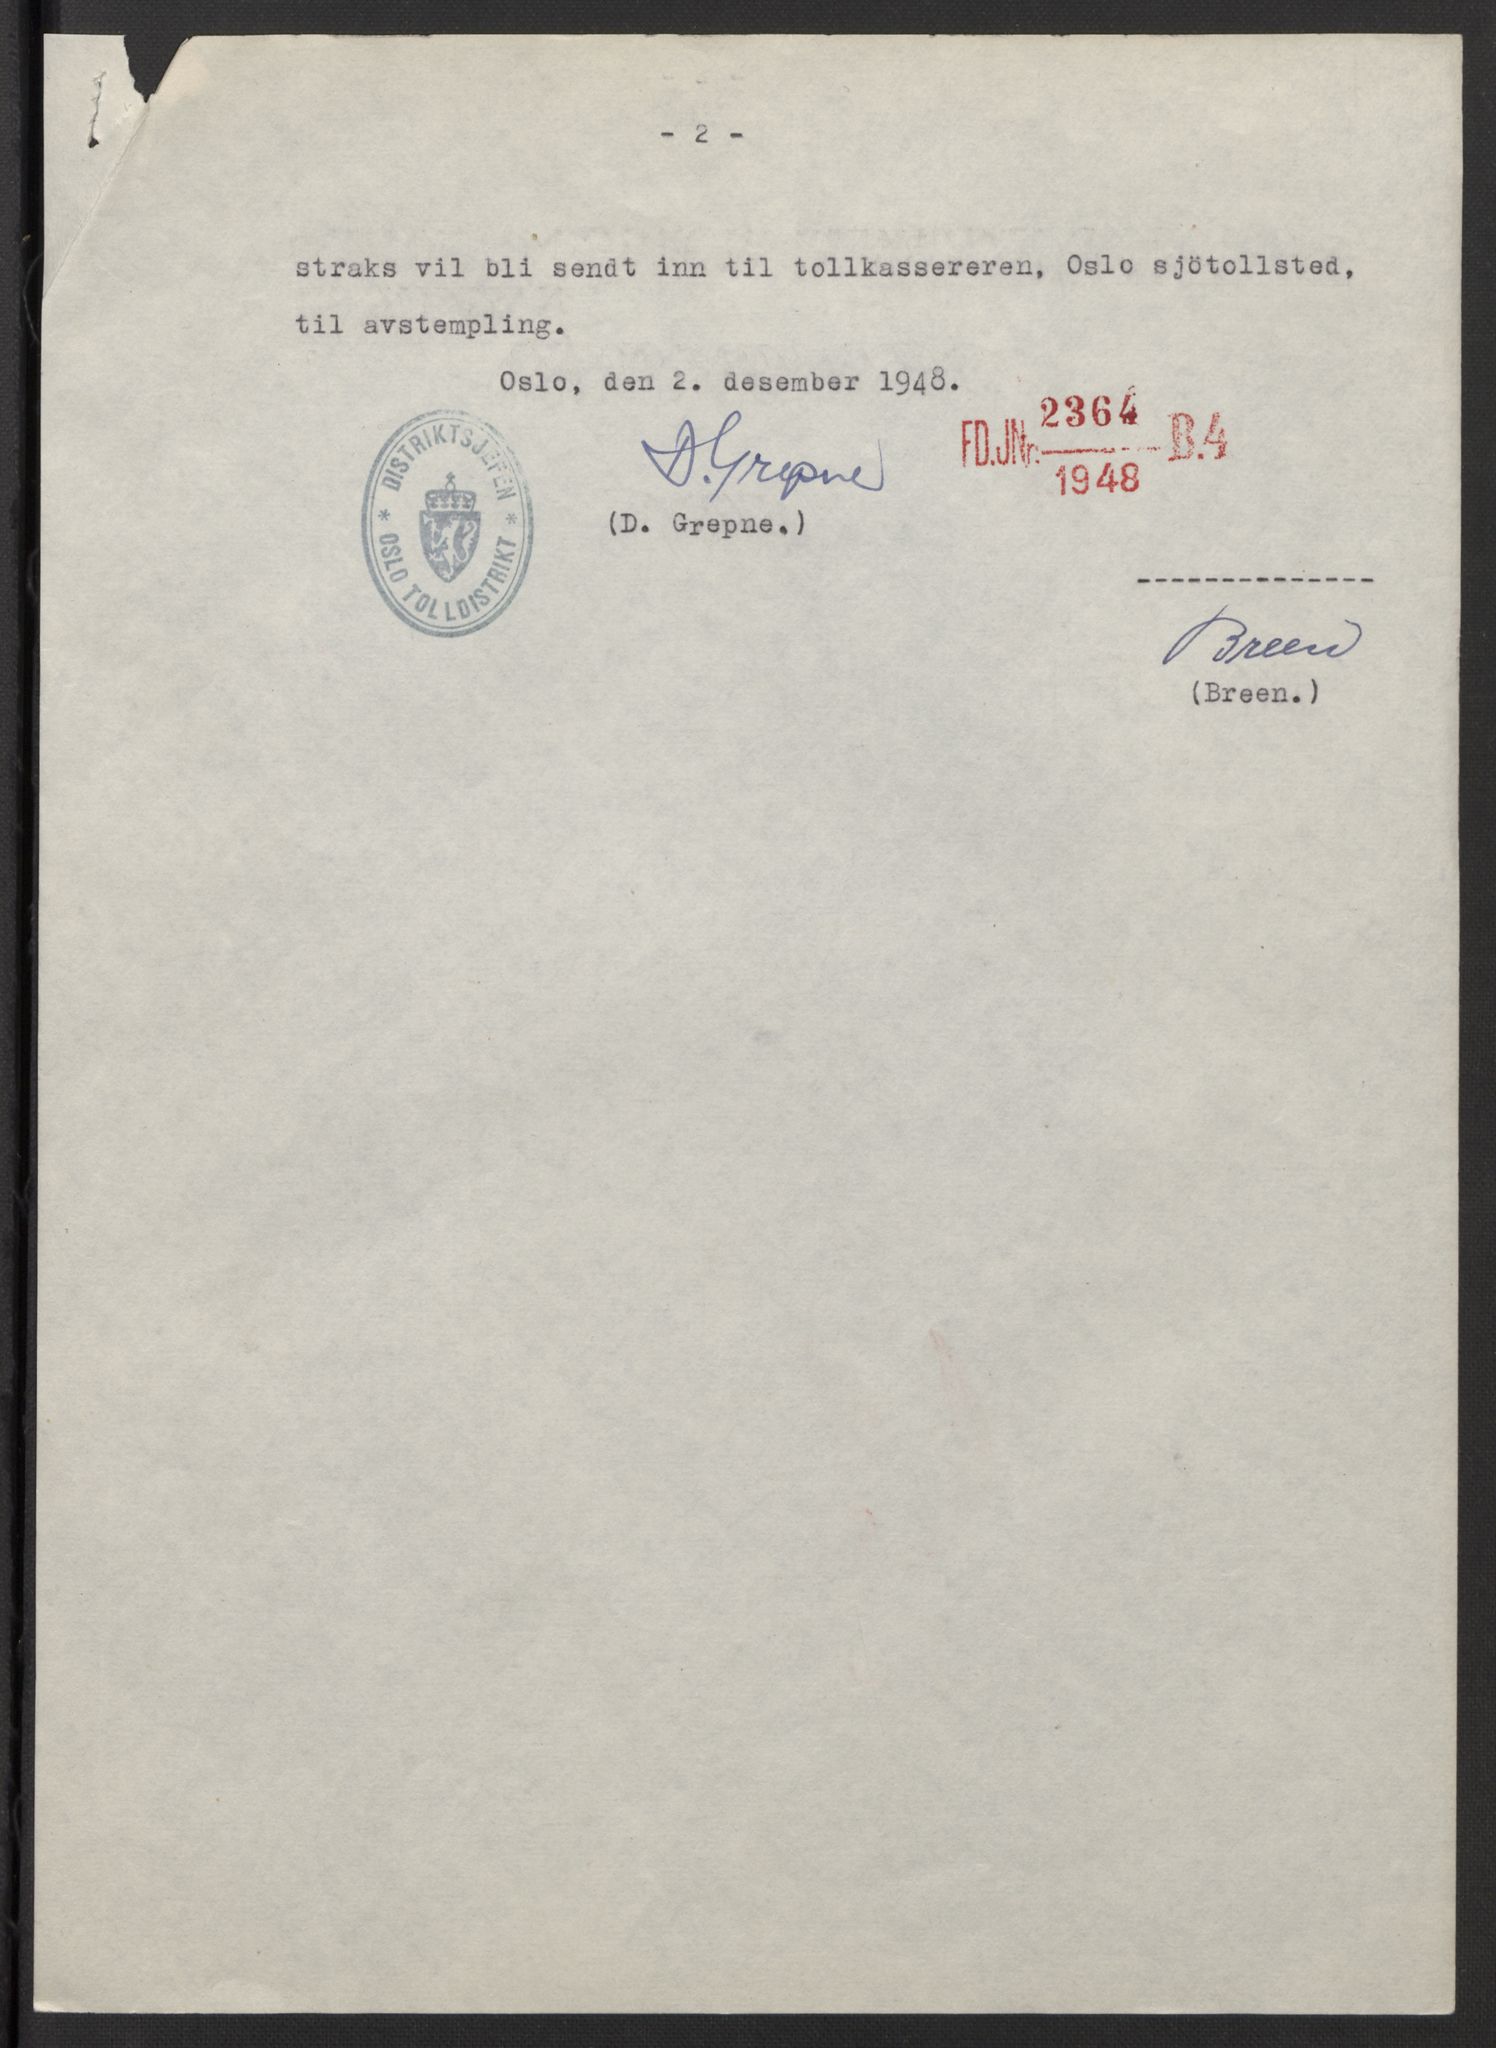 - 2 -
straks vil bli sendt inn til tollkassereren, Oslo sjötollsted,
til avstempling.
Oslo, den 2. desember 1948.
DISTRIKTSJEFEN
* OSLO TOLLDISTRIKT *
D. Grepne
(D. Grepne.)
2364
FD.JNr. B.4
1948
--------------
Breen
(Breen.)